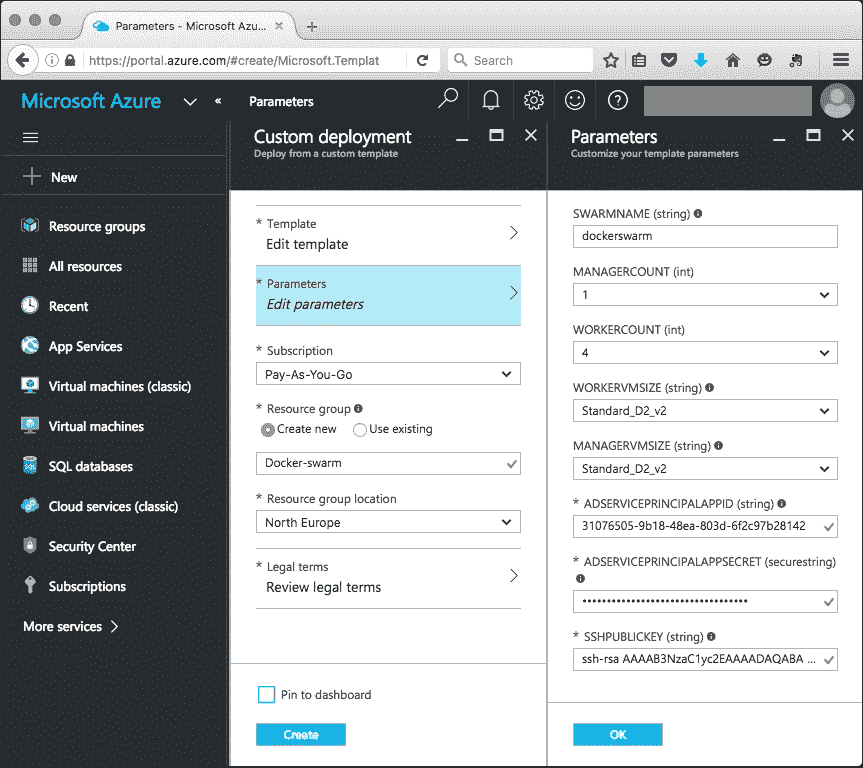 Parameters - Microsoft Azu...
https://portal.azure.com/#create/Microsoft.Templat
Search
Microsoft Azure
Parameters
New
Resource groups
All resources
Recent
App Services
Virtual machines (classic)
Virtual machines
SQL databases
Cloud services (classic)
Security Center
Subscriptions
More services
Custom deployment
Deploy from a custom template
* Template
Edit template
* Parameters
Edit parameters
* Subscription
Pay-As-You-Go
* Resource group
Create new Use existing
Docker-swarm
* Resource group location
North Europe
* Legal terms
Review legal terms
Pin to dashboard
Create
Parameters
Customize your template parameters
SWARMNAME (string)
dockerswarm
MANAGERCOUNT (int)
1
WORKERCOUNT (int)
4
WORKERVMSIZE (string)
Standard_D2_v2
MANAGERVMSIZE (string)
Standard_D2_v2
* ADSERVICEPRINCIPALAPPID (string)
31076505-9b18-48ea-803d-6f2c97b28142
* ADSERVICEPRINCIPALAPPSECRET (securestring)
* SSHPUBLICKEY (string)
ssh-rsa AAAAB3NzaC1yc2EAAAADAQABA ...
OK